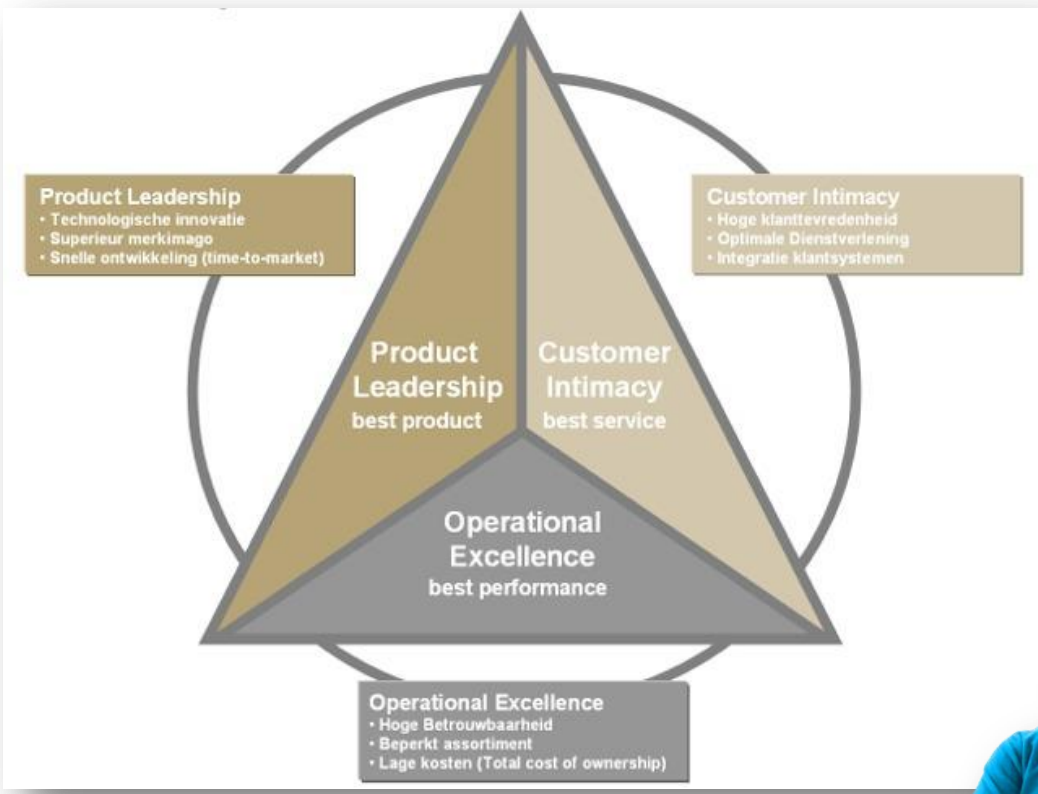 Product Leadership
• Technologische innovatie
• Superieur merkimago
• Snelle ontwikkeling (time-to-market)
Customer Intimacy
• Hoge klanttevredenheid
• Optimale Dienstverlening
• Integratie klantsystemen
Product
Leadership
best product
Customer
Intimacy
best service
Operational
Excellence
best performance
Operational Excellence
• Hoge Betrouwbaarheid
• Beperkt assortiment
• Lage kosten (Total cost of ownership)